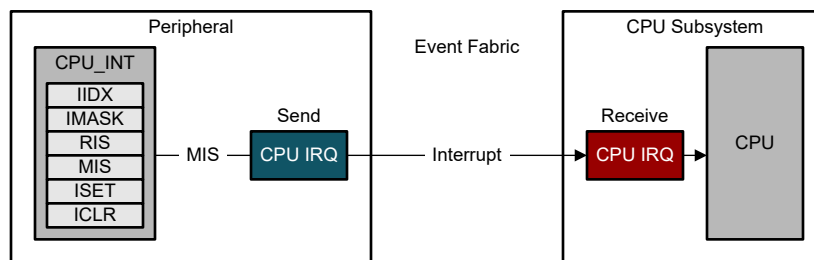 Peripheral
Event Fabric
CPU Subsystem
CPU_INT
IIDX
IMASK
RIS
MIS
ISET
ICLR
MIS
Send
CPU IRQ
Interrupt
Receive
CPU IRQ
CPU